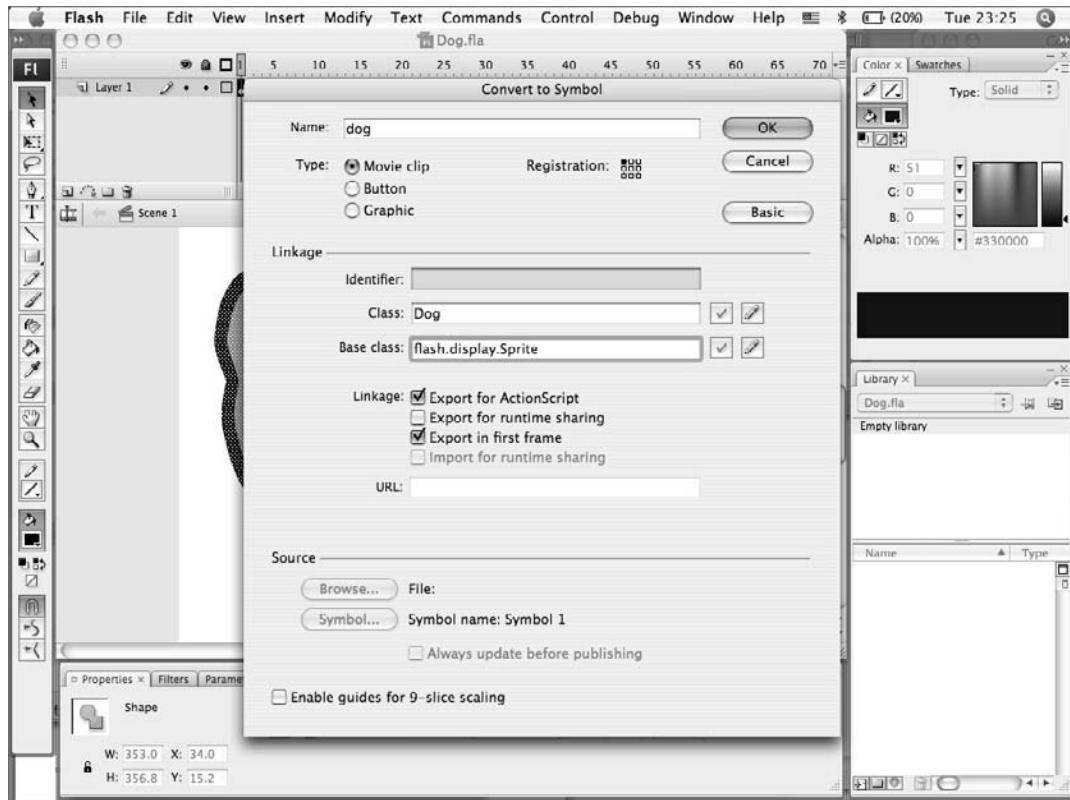 Flash File Edit View Insert Modify Text Commands Control Debug Window Help (20%) Tue 23:25
Dog.fla
Fl
1 5 10 15 20 25 30 35 40 45 50 55 60 65 70
Layer 1
Scene 1
Convert to Symbol
Name: dog
OK
Type: Movie clip
Registration:
Cancel
Button
Graphic
Basic
Linkage
Identifier:
Class: Dog
Base class: flash.display.Sprite
Linkage: Export for ActionScript
Export for runtime sharing
Export in first frame
Import for runtime sharing
URL:
Source
Browse... File:
Symbol... Symbol name: Symbol 1
Always update before publishing
Enable guides for 9-slice scaling
Properties × Filters Parame
Shape
W: 353.0 X: 34.0
H: 356.8 Y: 15.2
Color × Swatches
Type: Solid
R: 51
G: 0
B: 0
Alpha: 100% #330000
Library ×
Dog.fla
Empty library
Name Type